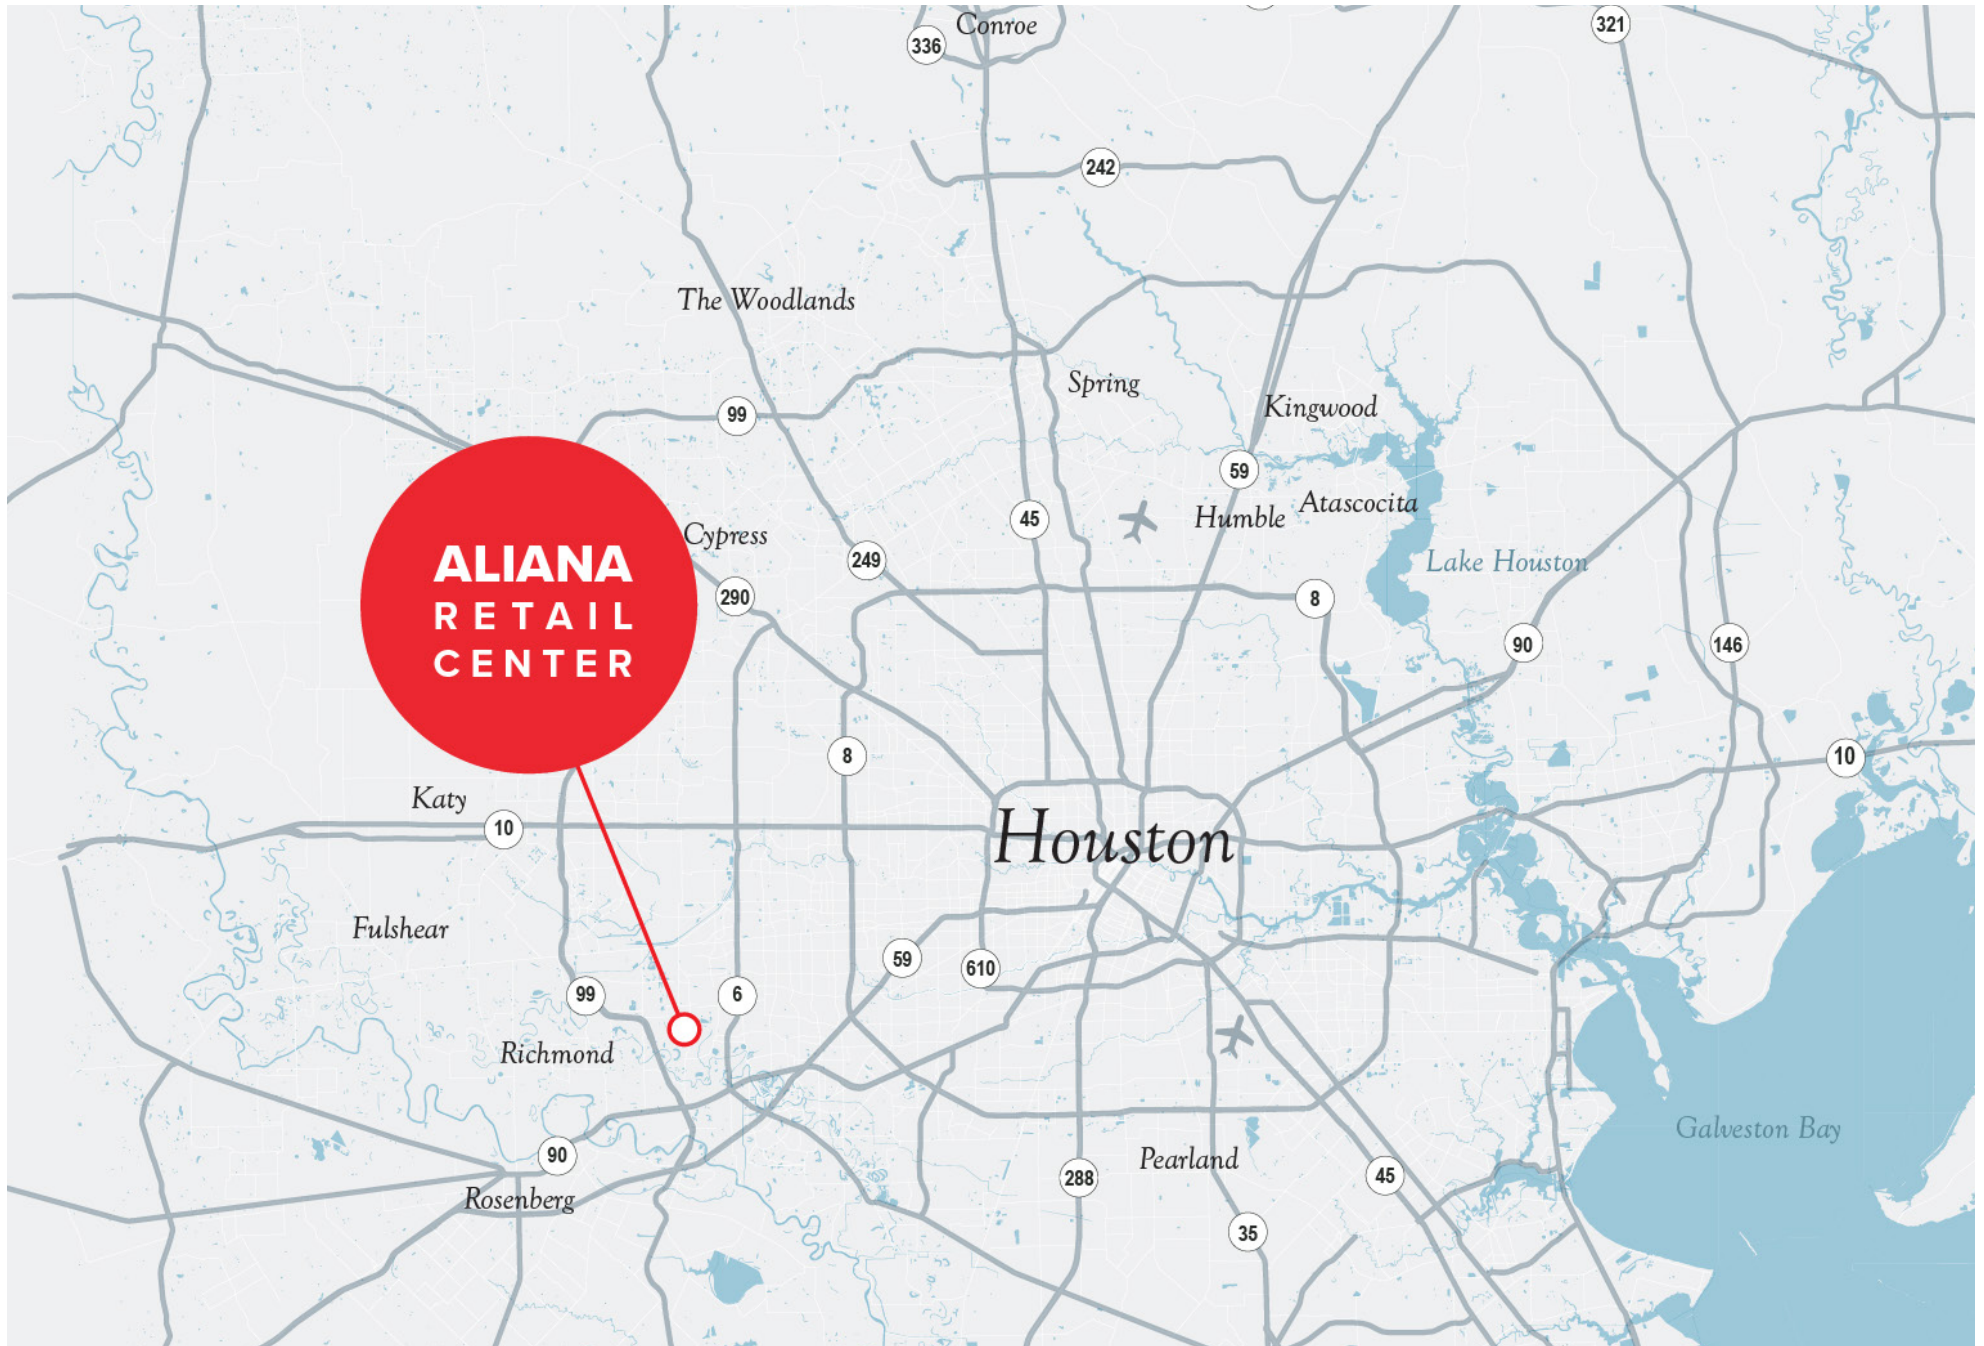 Conroe
336
321
242
The Woodlands
Spring
99
Kingwood
59
Atascocita
45
Humble
Cypress
249
Lake Houston
ALIANA
RETAIL
CENTER
290
8
90
146
8
10
Katy
10
Houston
Fulshear
59
610
99
6
Richmond
Galveston Bay
90
Pearland
288
45
Rosenberg
35